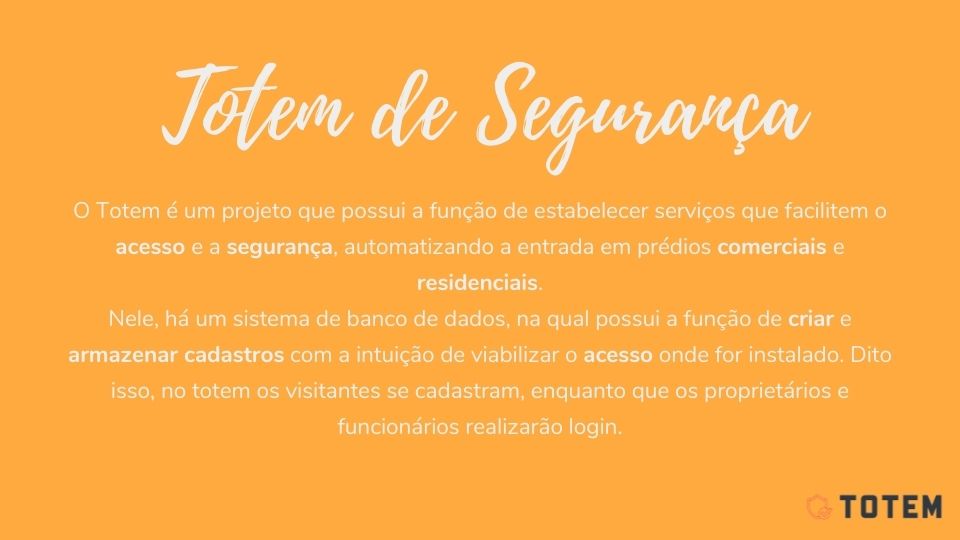 Totem de Segurança
O Totem é um projeto que possui a função de estabelecer serviços que facilitem o
acesso e a segurança, automatizando a entrada em prédios comerciais e
residenciais.
Nele, há um sistema de banco de dados, na qual possui a função de criar e
armazenar cadastros com a intuição de viabilizar o acesso onde for instalado. Dito
isso, no totem os visitantes se cadastram, enquanto que os proprietários e
funcionários realizarão login.
TOTEM